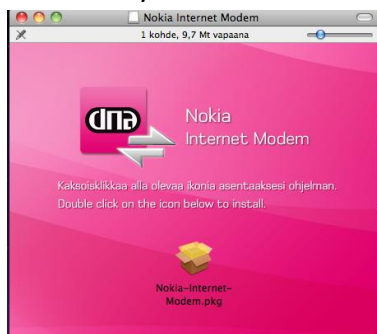 Nokia Internet Modem
1 kohde, 9,7 Mt vapaana
dna
Nokia
Internet Modem
Kaksoisklikkaa alla olevaa ikonia asentaaksesi ohjelman.
Double click on the icon below to install.
Nokia-Internet-
Modem.pkg